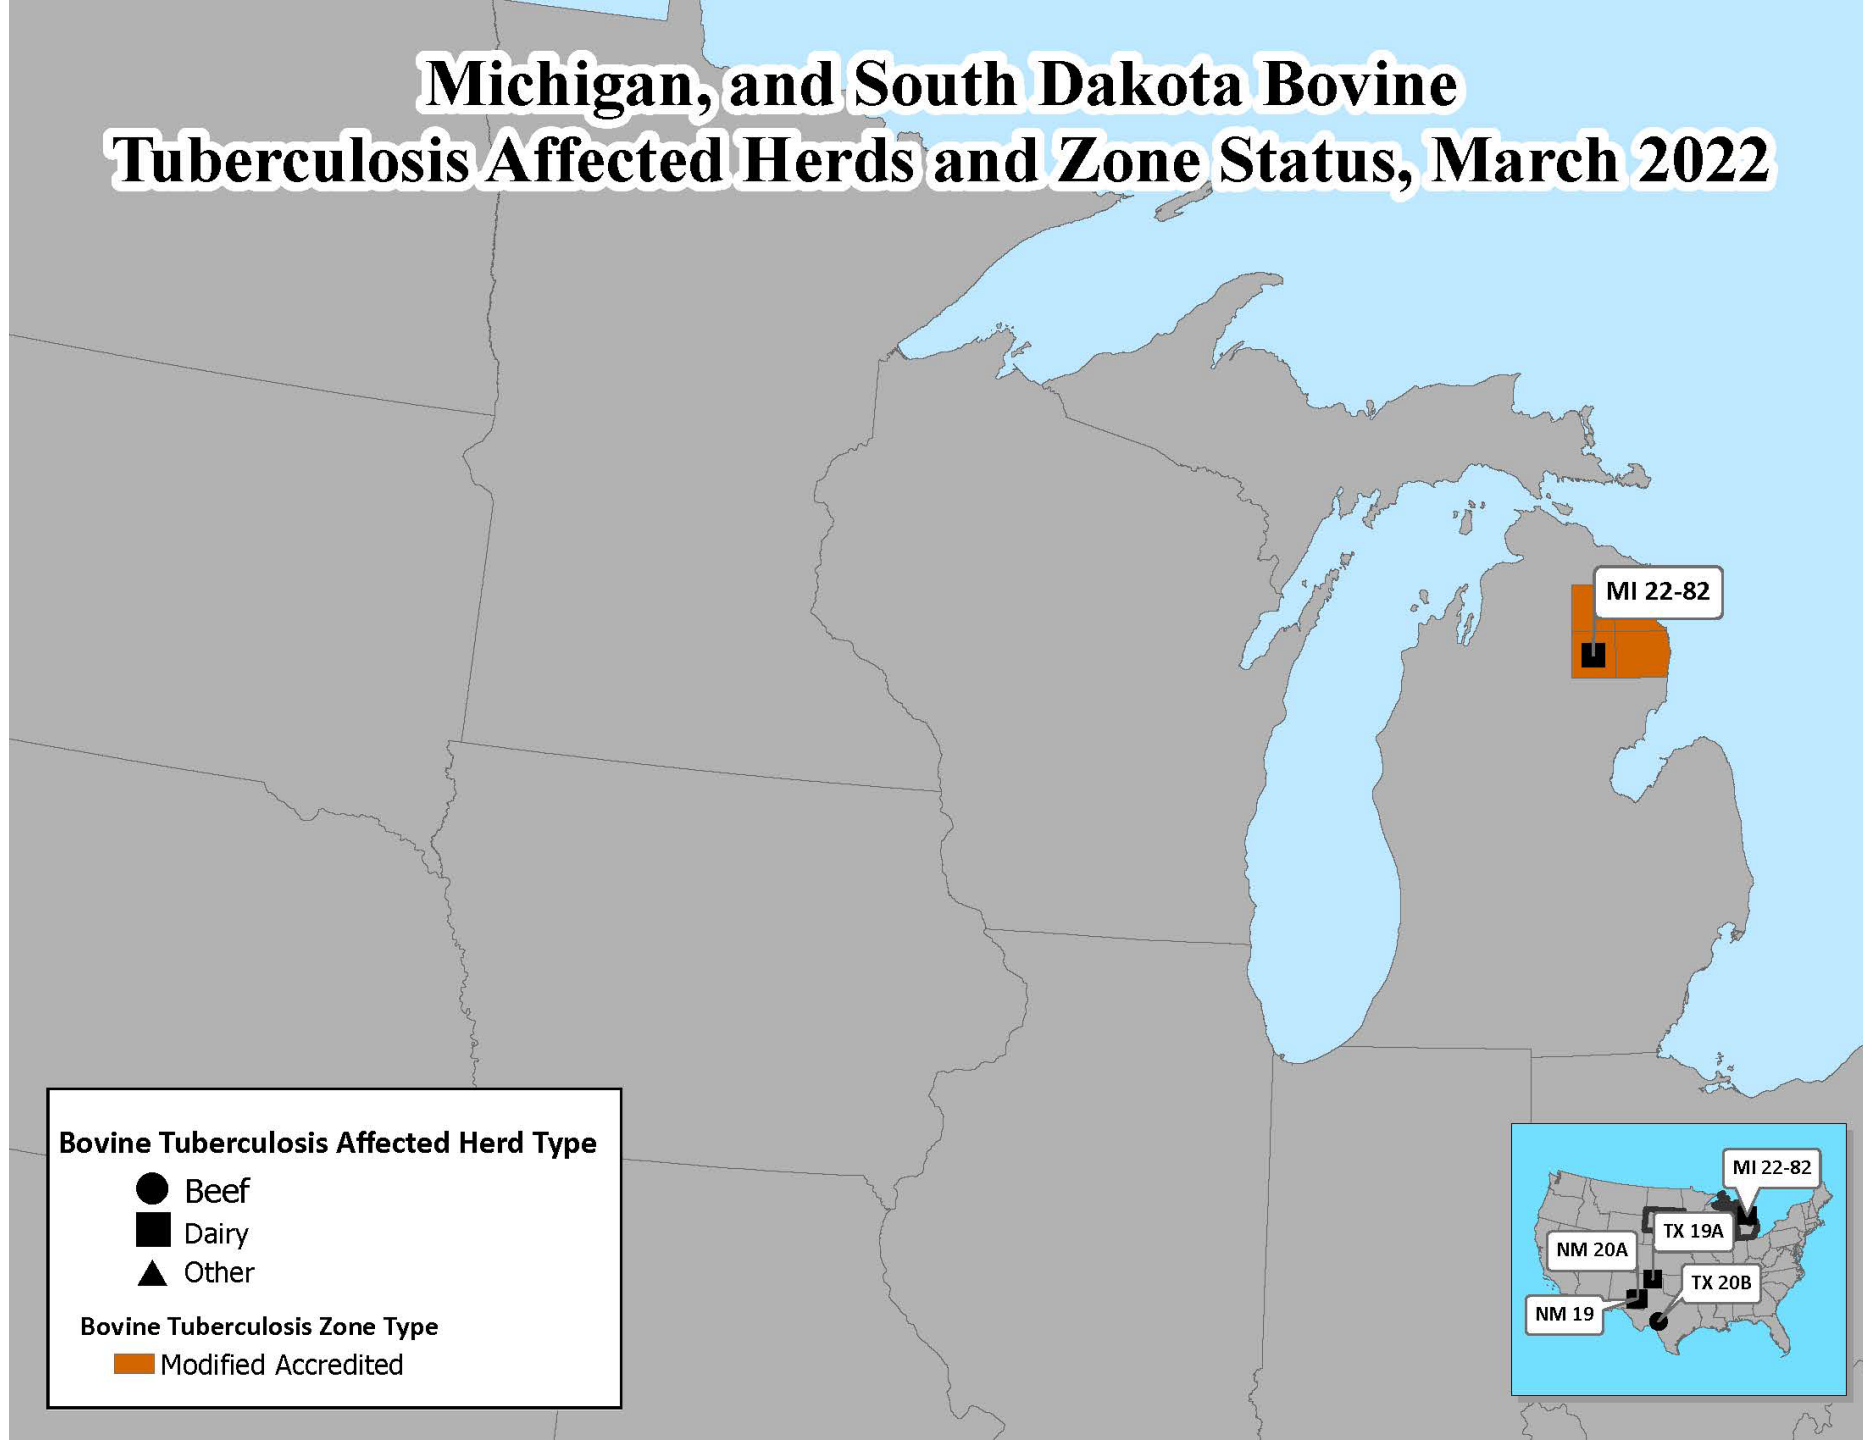 Michigan, and South Dakota Bovine
Tuberculosis Affected Herds and Zone Status, March 2022
MI 22-82
Bovine Tuberculosis Affected Herd Type
Beef
Dairy
Other
Bovine Tuberculosis Zone Type
Modified Accredited
MI 22-82
TX 19A
NM 20A
TX 20B
NM 19